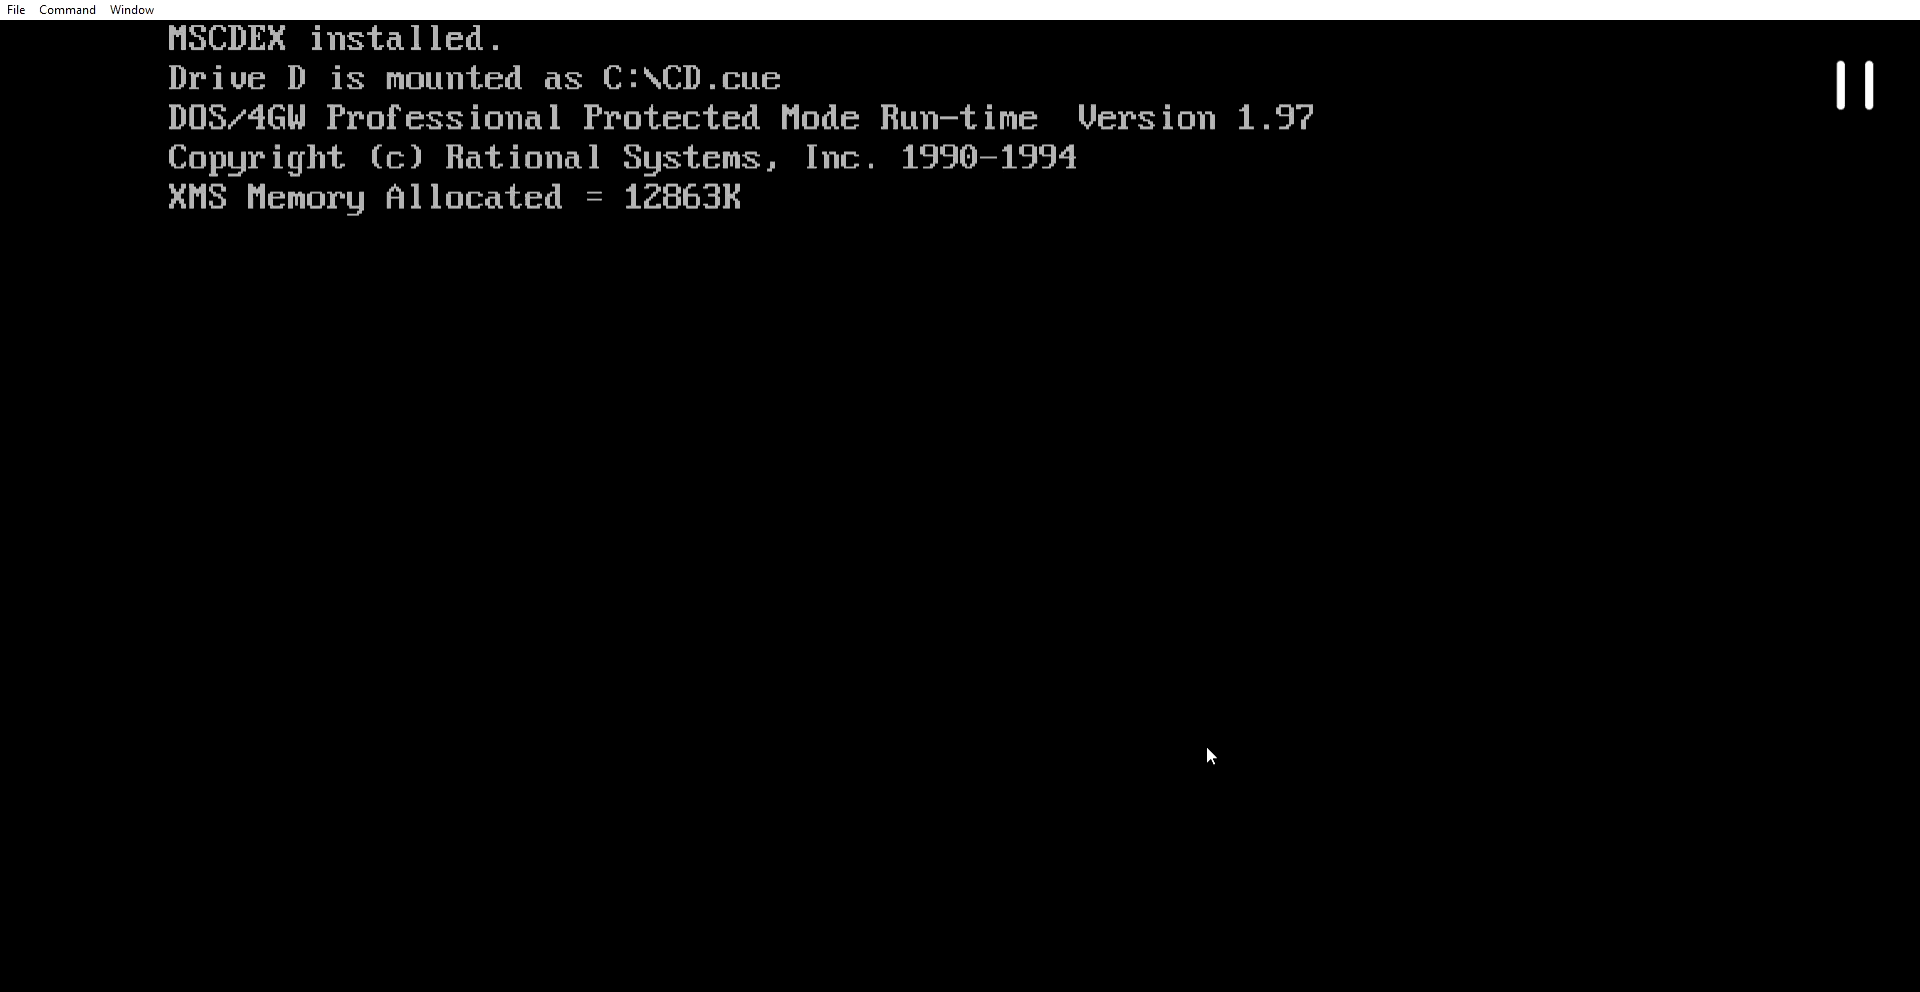 File Command Window
MSCDEX installed.
Drive D is mounted as C:\CD.cue
DOS/4GW Professional Protected Mode Run-time  Version 1.97
Copyright (c) Rational Systems, Inc. 1990-1994
XMS Memory Allocated = 12863K